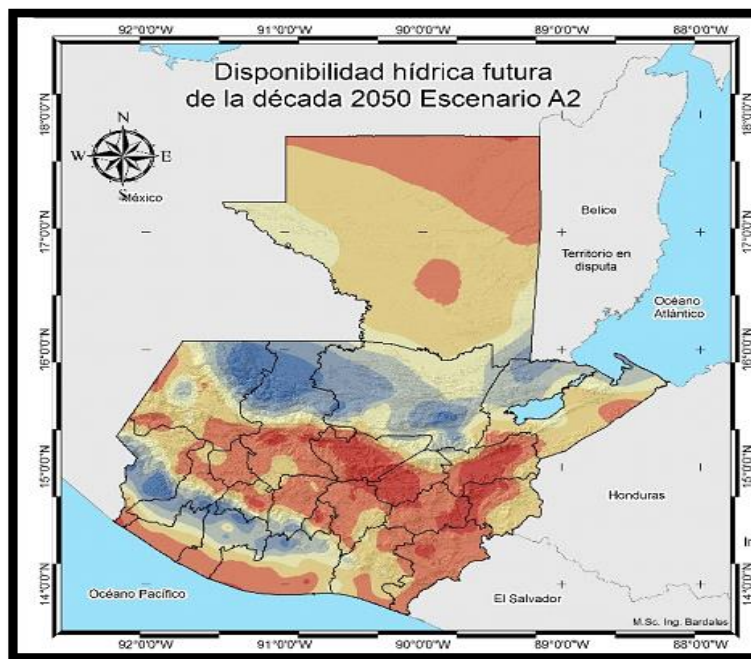 92°0'0"W 91°0'0"W 90°0'0"W 89°0'0"W 88°0'0"W
Disponibilidad hídrica futura
de la década 2050 Escenario A2
N
W E
S
México
Belice
Territorio en
disputa
Océano
Atlántico
Honduras
El Salvador
Océano Pacífico
M.Sc. Ing. Bardales
18°0'0"N
17°0'0"N
16°0'0"N
15°0'0"N
14°0'0"N
18°0'0"N
17°0'0"N
16°0'0"N
15°0'0"N
14°0'0"N
92°0'0"W 91°0'0"W 90°0'0"W 89°0'0"W 88°0'0"W